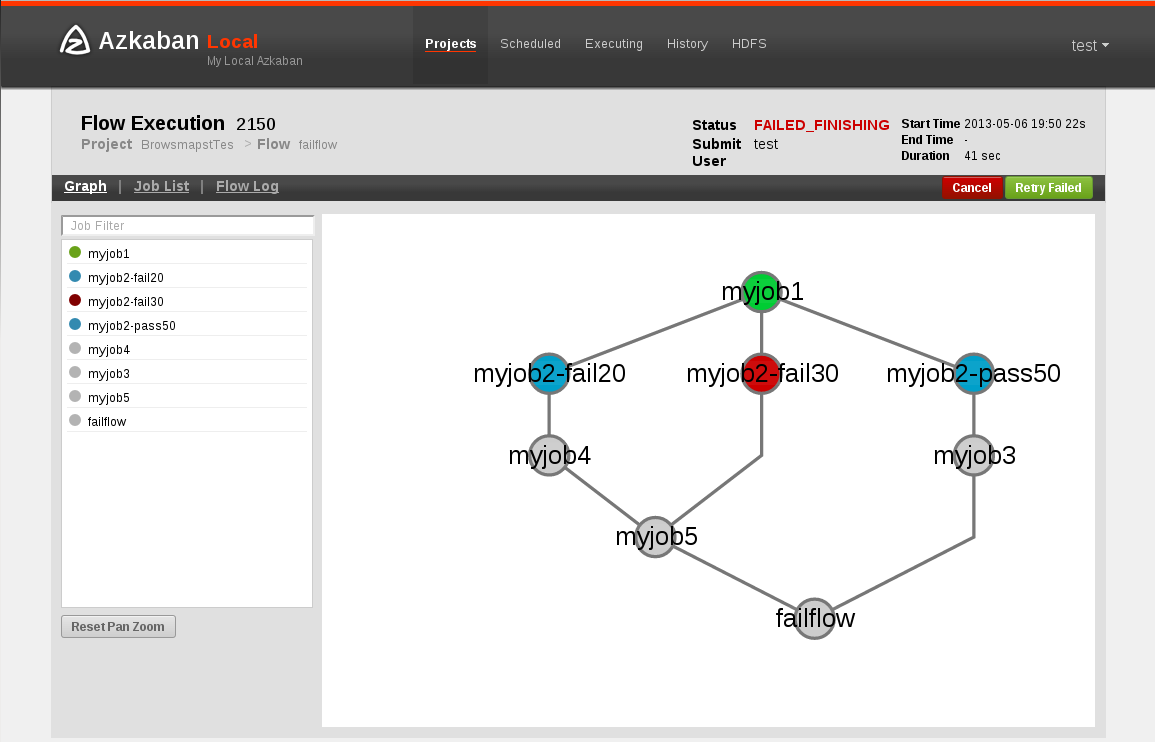 Azkaban Local
My Local Azkaban
Projects Scheduled Executing History HDFS
test
Flow Execution 2150
Project BrowsmapstTes > Flow failflow
Status FAILED_FINISHING
Submit User test
Start Time 2013-05-06 19:50 22s
End Time -
Duration 41 sec
Graph | Job List | Flow Log
Cancel Retry Failed
Job Filter
myjob1
myjob2-fail20
myjob2-fail30
myjob2-pass50
myjob4
myjob3
myjob5
failflow
Reset Pan Zoom
myjob1
myjob2-fail20 myjob2-fail30 myjob2-pass50
myjob4 myjob3
myjob5
failflow